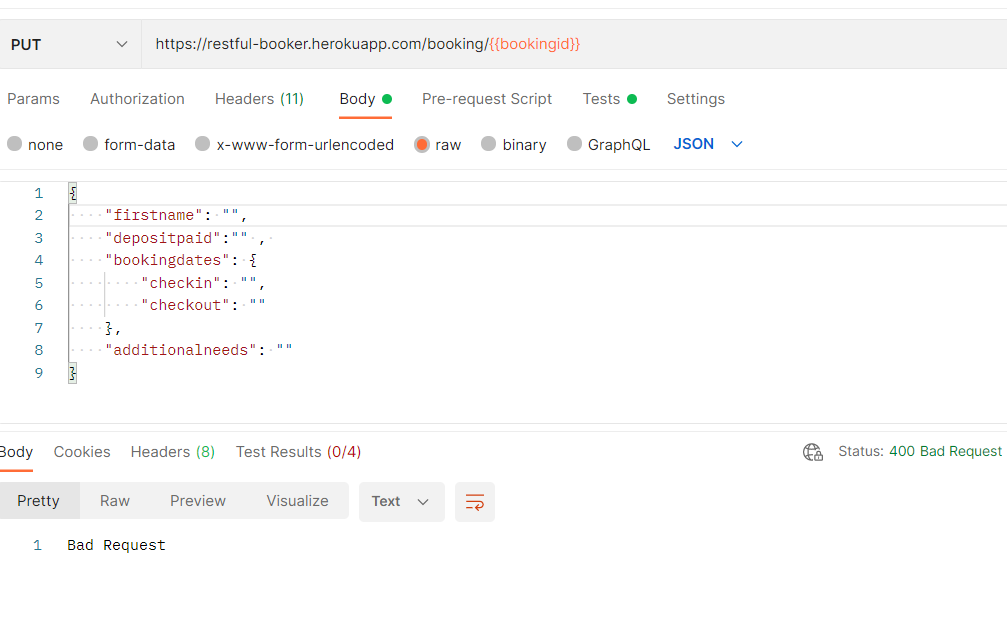 PUT https://restful-booker.herokuapp.com/booking/{{bookingid}}
Params Authorization Headers (11) Body Pre-request Script Tests Settings
none form-data x-www-form-urlencoded raw binary GraphQL JSON
1 {
2 "firstname": "",
3 "depositpaid":"" ,
4 "bookingdates": {
5 "checkin": "",
6 "checkout": ""
7 },
8 "additionalneeds": ""
9 }
Body Cookies Headers (8) Test Results (0/4) Status: 400 Bad Request
Pretty Raw Preview Visualize Text
1 Bad Request